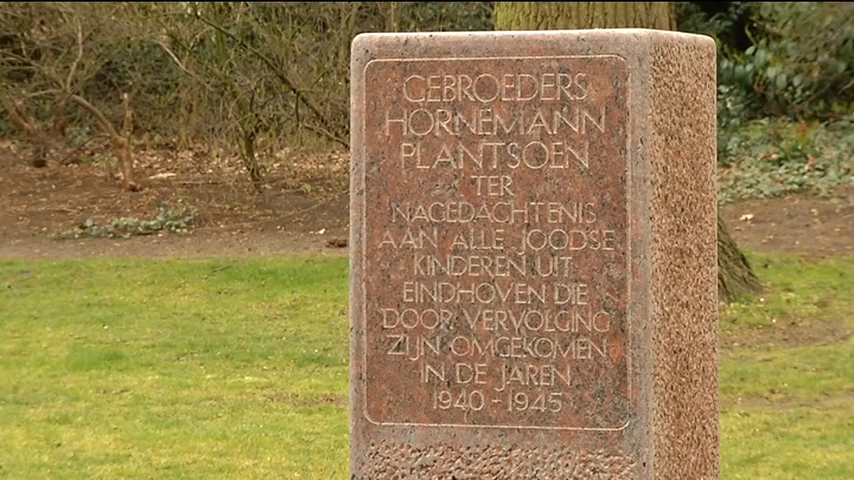 GEBROEDERS
HORNEMANN
PLANTSOEN
TER
NAGEDACHTENIS
AAN ALLE JOODSE
KINDEREN UIT
EINDHOVEN DIE
DOOR VERVOLGING
ZIJN OMGEKOMEN
IN DE JAREN
1940-1945